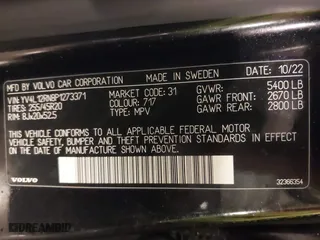 MFD BY VOLVO CAR CORPORATION MADE IN SWEDEN DATE: 10/22
VIN:YV4L12RN9P1273371 MARKET CODE: 31 GVWR: 5400 LB
TIRES: 255/45R20 COLOUR: 717 FRONT GAWR: 2670 LB
RIM: 8Jx20x52.5 TYPE: MPV REAR GAWR: 2800 LB
THIS VEHICLE CONFORMS TO ALL APPLICABLE FEDERAL MOTOR
VEHICLE SAFETY, BUMPER AND THEFT PREVENTION STANDARDS IN
EFFECT ON THE DATE OF MANUFACTURE SHOWN ABOVE.
VOLVO 32366354
DREAMBID